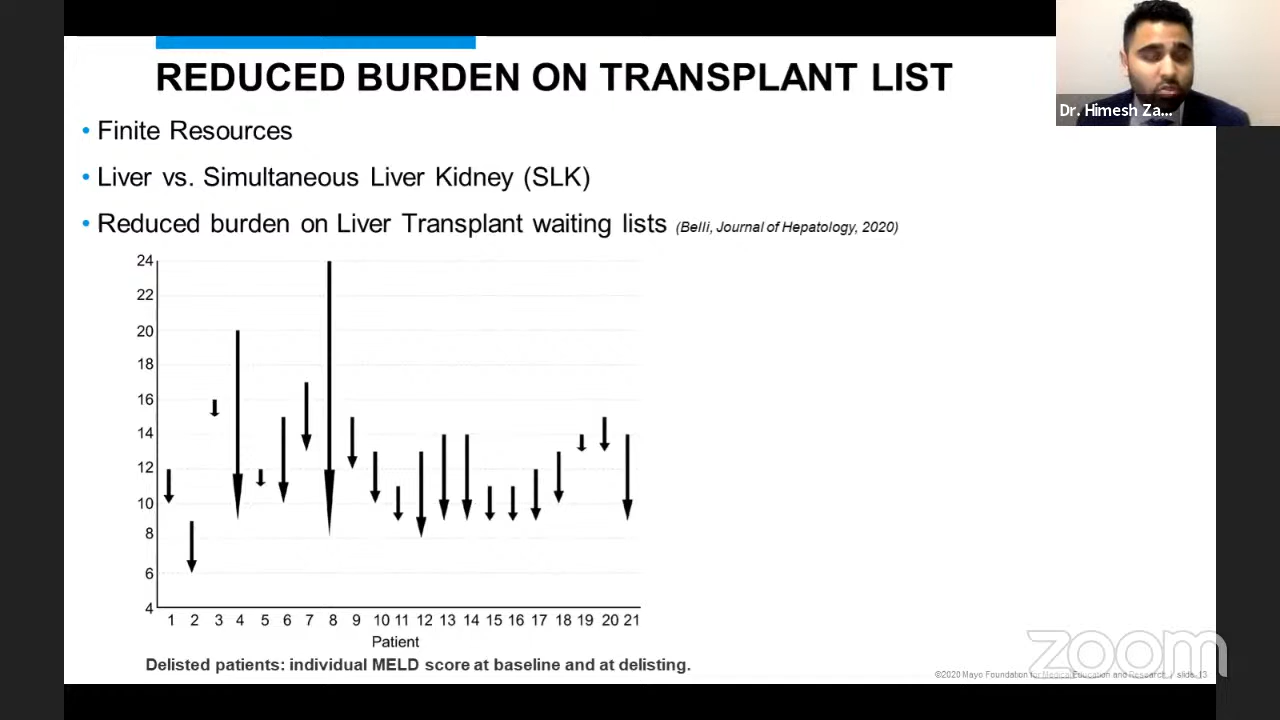 REDUCED BURDEN ON TRANSPLANT LIST
Dr. Himesh Za...
• Finite Resources
• Liver vs. Simultaneous Liver Kidney (SLK)
• Reduced burden on Liver Transplant waiting lists (Belli, Journal of Hepatology, 2020)
24
22
20
18
16
14
12
10
8
6
4
1 2 3 4 5 6 7 8 9 10 11 12 13 14 15 16 17 18 19 20 21
Patient
Delisted patients: individual MELD score at baseline and at delisting.
zoom
©2020 Mayo Foundation for Medical Education and Research | slide-13